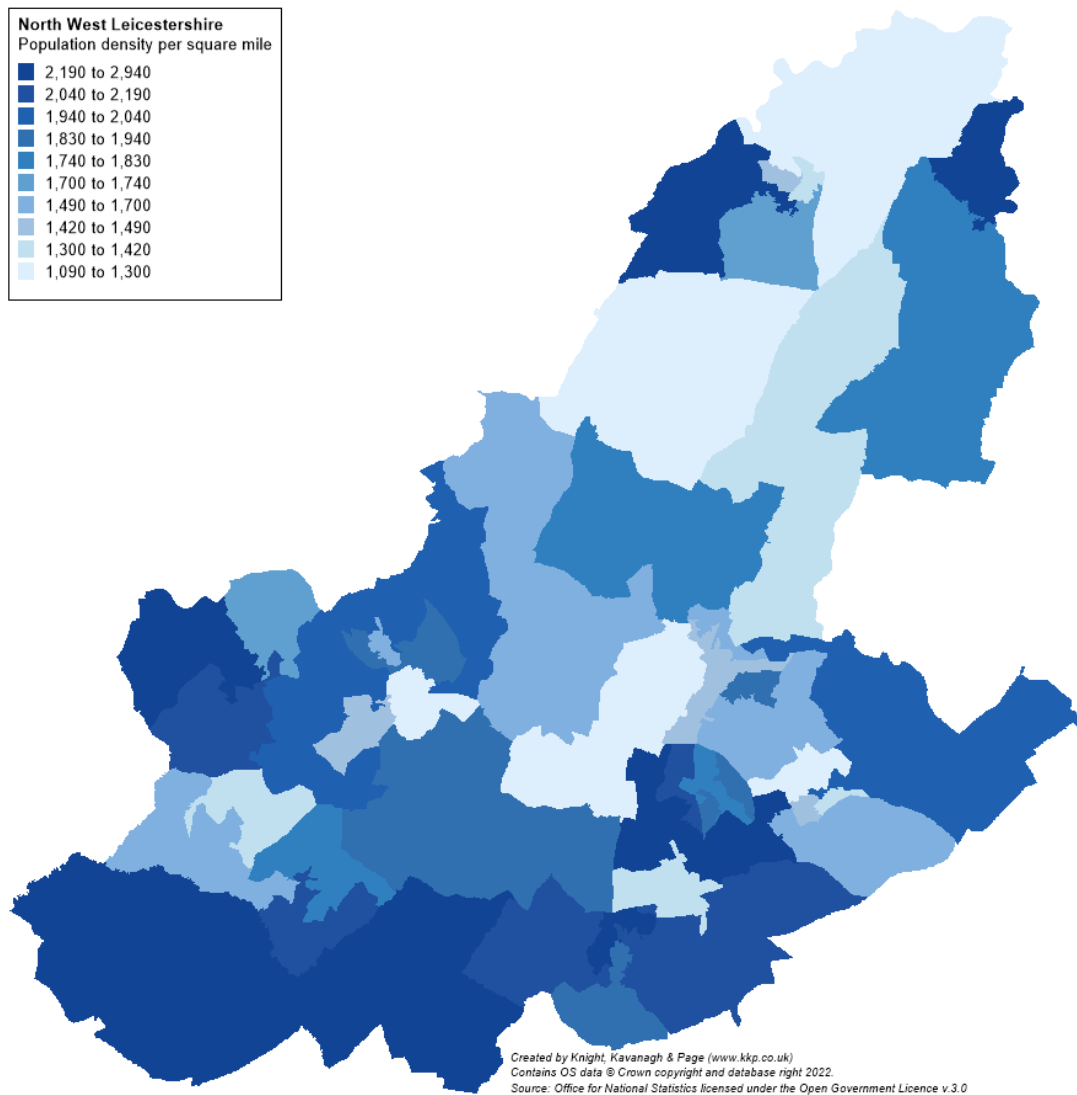 North West Leicestershire
Population density per square mile
2,190 to 2,940
2,040 to 2,190
1,940 to 2,040
1,830 to 1,940
1,740 to 1,830
1,700 to 1,740
1,490 to 1,700
1,420 to 1,490
1,300 to 1,420
1,090 to 1,300
Created by Knight, Kavanagh & Page (www.kkp.co.uk)
Contains OS data © Crown copyright and database right 2022.
Source: Office for National Statistics licensed under the Open Government Licence v.3.0